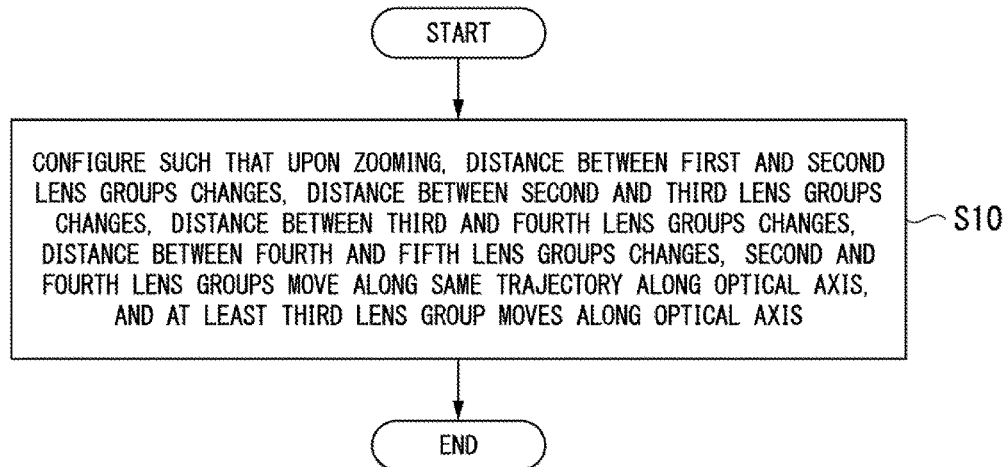 START
CONFIGURE SUCH THAT UPON ZOOMING, DISTANCE BETWEEN FIRST AND SECOND
LENS GROUPS CHANGES, DISTANCE BETWEEN SECOND AND THIRD LENS GROUPS
CHANGES, DISTANCE BETWEEN THIRD AND FOURTH LENS GROUPS CHANGES,
DISTANCE BETWEEN FOURTH AND FIFTH LENS GROUPS CHANGES, SECOND AND
FOURTH LENS GROUPS MOVE ALONG SAME TRAJECTORY ALONG OPTICAL AXIS,
AND AT LEAST THIRD LENS GROUP MOVES ALONG OPTICAL AXIS
S10
END